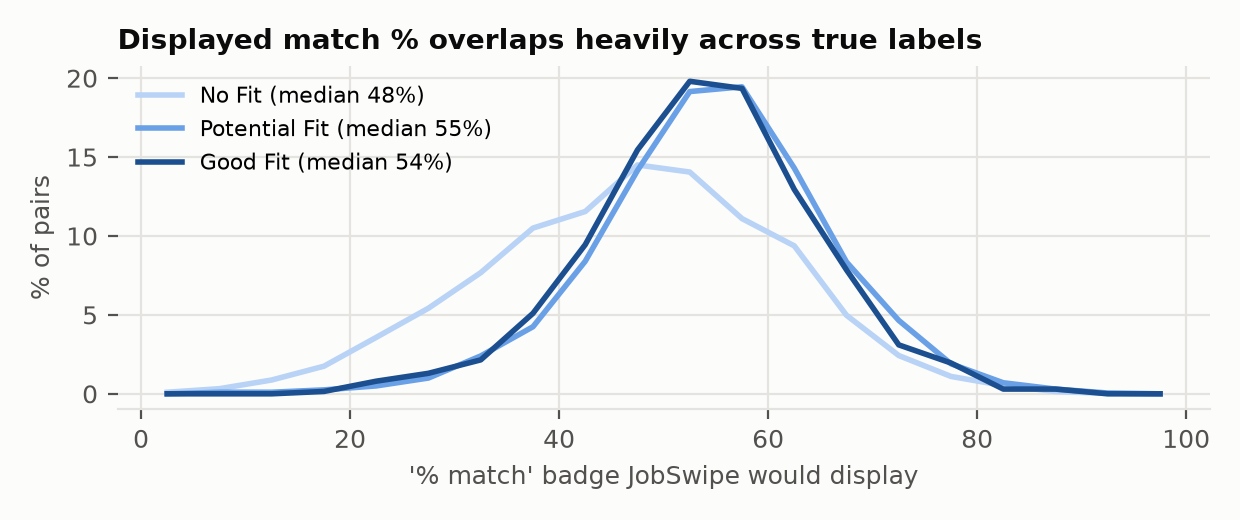 Displayed match % overlaps heavily across true labels
No Fit (median 48%)
Potential Fit (median 55%)
Good Fit (median 54%)
% of pairs
20
15
10
5
0
0 20 40 60 80 100
'% match' badge JobSwipe would display